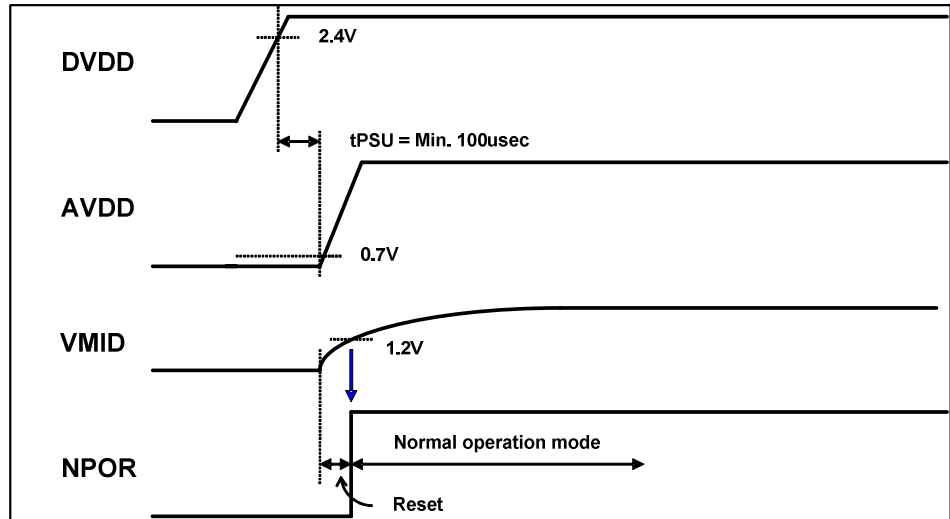 DVDD
2.4V
tPSU = Min. 100usec
AVDD
0.7V
VMID
1.2V
Normal operation mode
NPOR
Reset